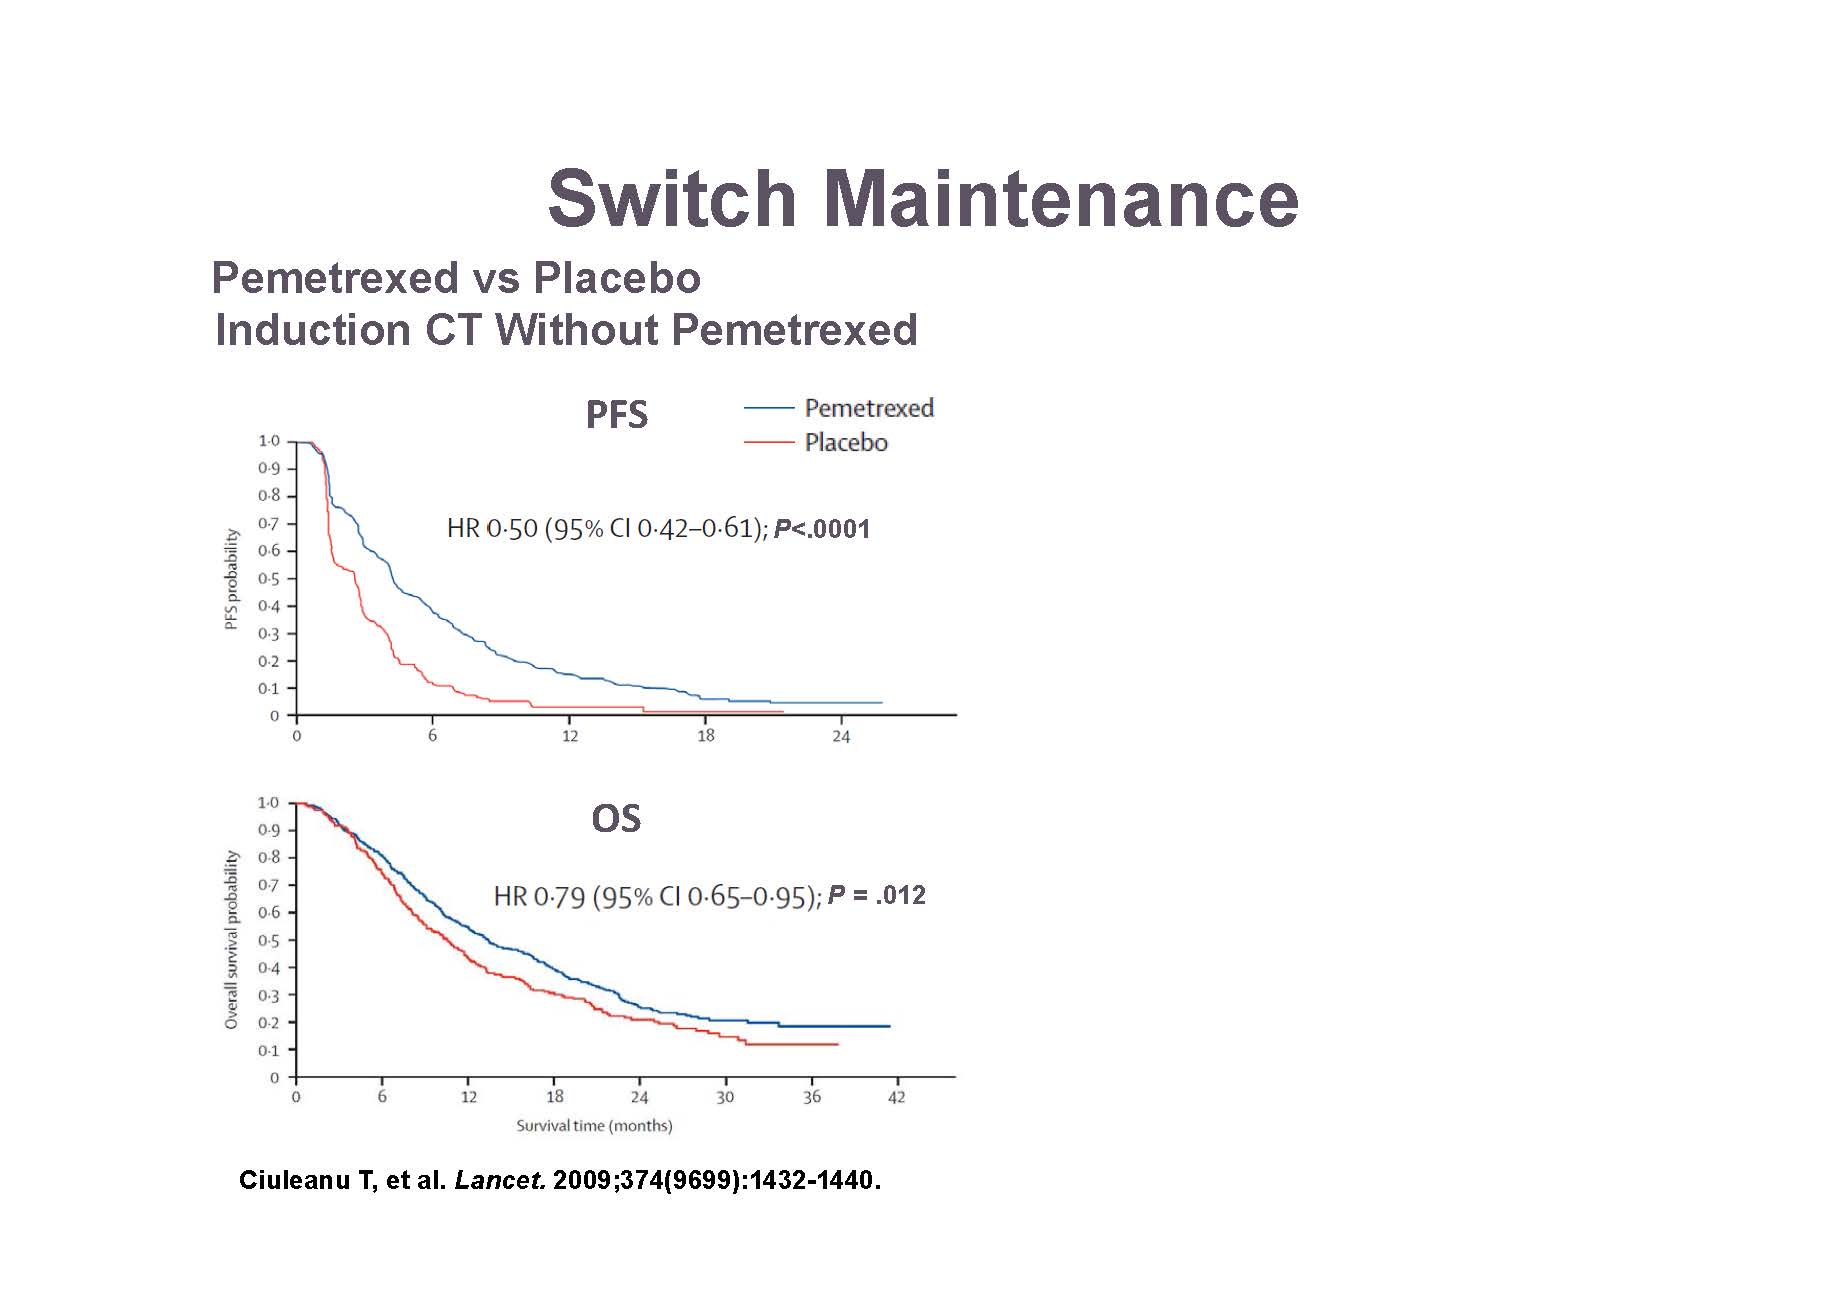 Switch Maintenance
Pemetrexed vs Placebo
Induction CT Without Pemetrexed
PFS
Pemetrexed
Placebo
1·0
0·9
0·8
0·7
0·6
0·5
0·4
0·3
0·2
0·1
0
PFS probability
HR 0·50 (95% CI 0·42–0·61); P<.0001
0 6 12 18 24
OS
1·0
0·9
0·8
0·7
0·6
0·5
0·4
0·3
0·2
0·1
0
Overall survival probability
HR 0·79 (95% CI 0·65–0·95); P = .012
0 6 12 18 24 30 36 42
Survival time (months)
Ciuleanu T, et al. Lancet. 2009;374(9699):1432-1440.